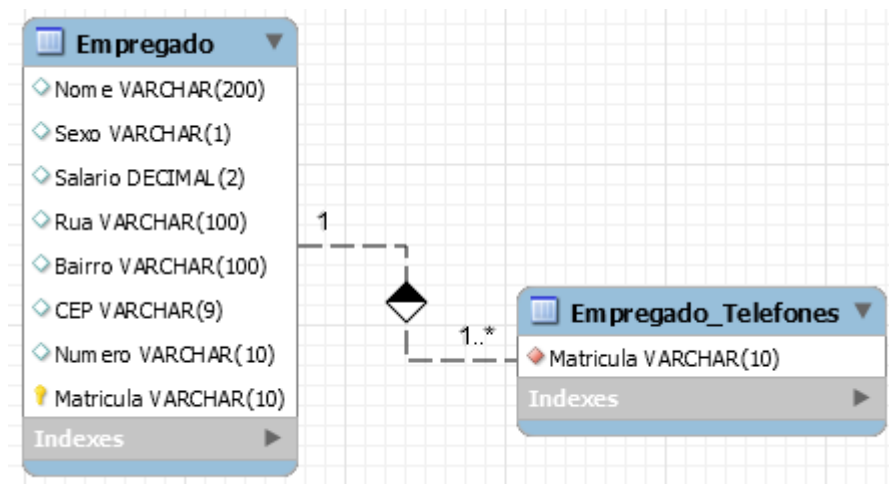 Empregado
Nome VARCHAR(200)
Sexo VARCHAR(1)
Salario DECIMAL(2)
Rua VARCHAR(100)
Bairro VARCHAR(100)
CEP VARCHAR(9)
Numero VARCHAR(10)
Matricula VARCHAR(10)
Indexes
1
1..*
Empregado_Telefones
Matricula VARCHAR(10)
Indexes